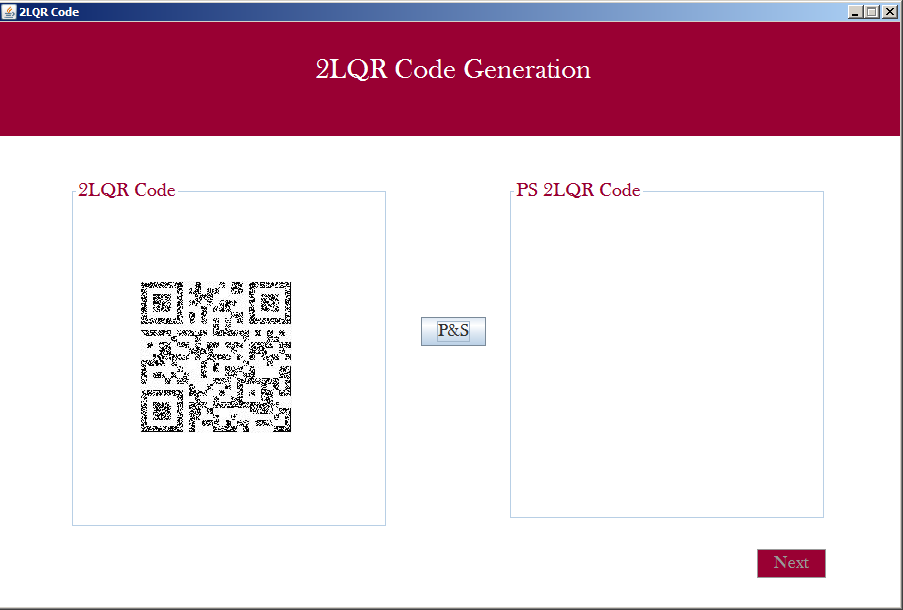 2LQR Code
2LQR Code Generation
2LQR Code
PS 2LQR Code
P&S
Next